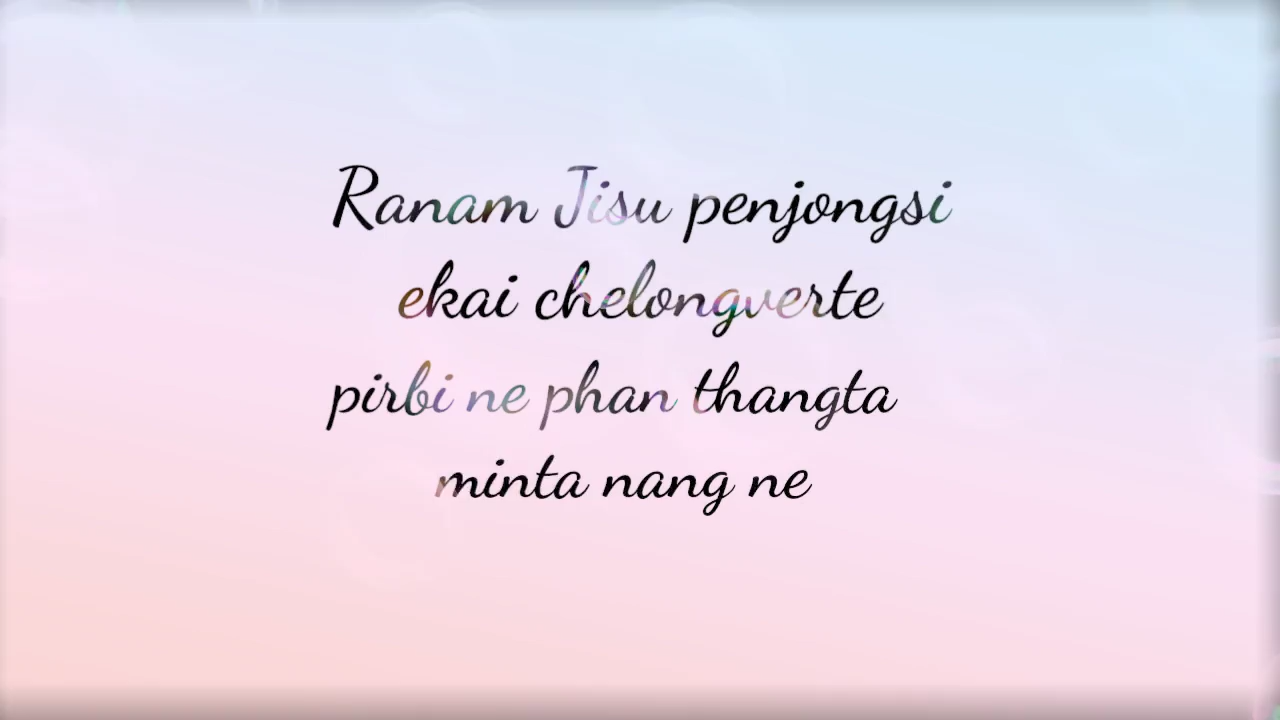 Ranam Jisu penjongsi
ekai chelongverte
pirbi ne phan thangta
minta nang ne